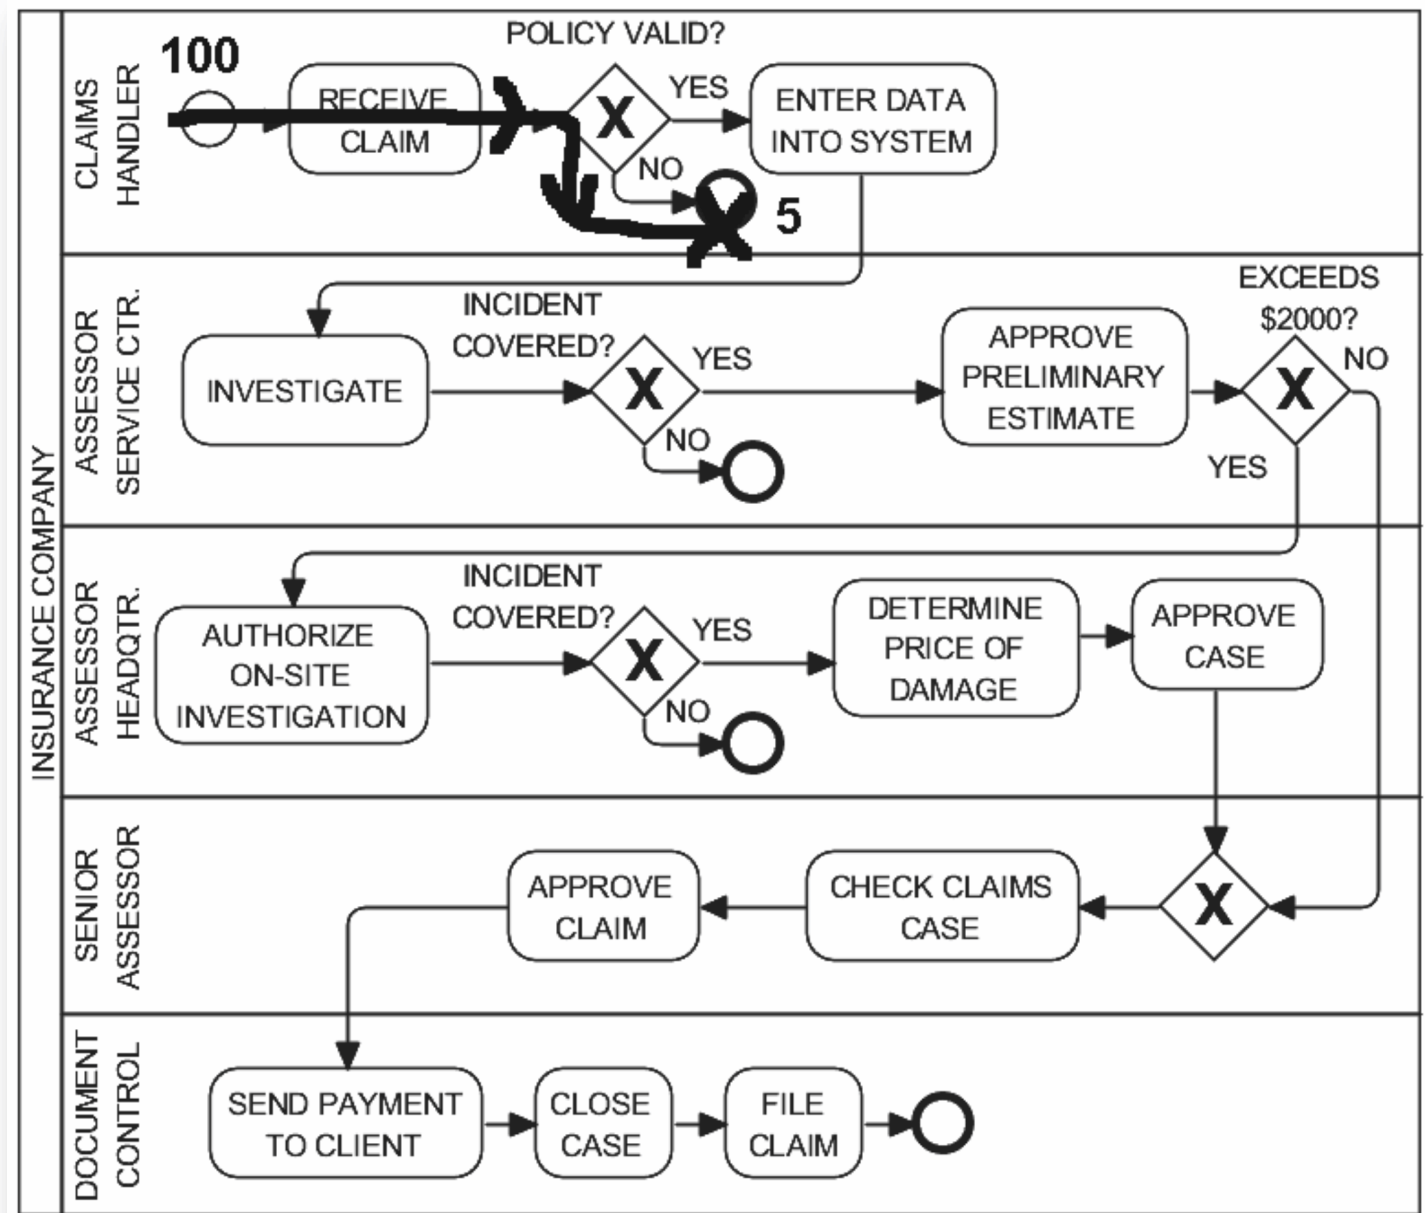 INSURANCE COMPANY
CLAIMS
HANDLER
100
RECEIVE
CLAIM
POLICY VALID?
X
YES
NO
5
ENTER DATA
INTO SYSTEM
ASSESSOR
SERVICE CTR.
INVESTIGATE
INCIDENT
COVERED?
X
YES
NO
APPROVE
PRELIMINARY
ESTIMATE
EXCEEDS
$2000?
X
NO
YES
ASSESSOR
HEADQTR.
AUTHORIZE
ON-SITE
INVESTIGATION
INCIDENT
COVERED?
X
YES
NO
DETERMINE
PRICE OF
DAMAGE
APPROVE
CASE
SENIOR
ASSESSOR
APPROVE
CLAIM
CHECK CLAIMS
CASE
X
DOCUMENT
CONTROL
SEND PAYMENT
TO CLIENT
CLOSE
CASE
FILE
CLAIM